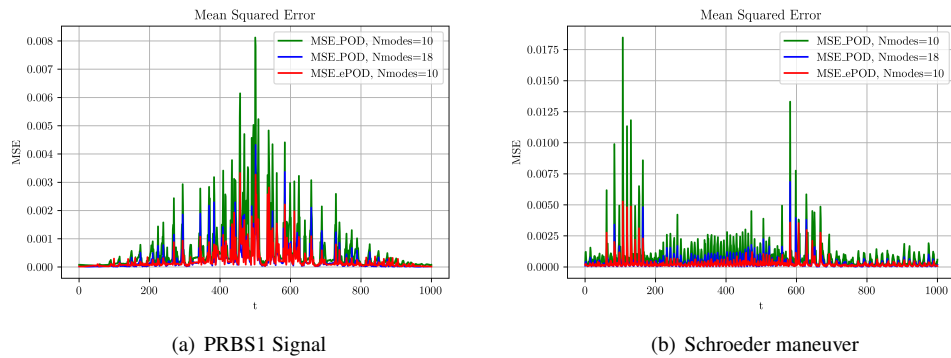 Mean Squared Error
MSE_POD, Nmodes=10
MSE_POD, Nmodes=18
MSE_ePOD, Nmodes=10
0.008
0.007
0.006
0.005
0.004
0.003
0.002
0.001
0.000
MSE
0
200
400
600
800
1000
t
(a) PRBS1 Signal
Mean Squared Error
MSE_POD, Nmodes=10
MSE_POD, Nmodes=18
MSE_ePOD, Nmodes=10
0.0175
0.0150
0.0125
0.0100
0.0075
0.0050
0.0025
0.0000
MSE
0
200
400
600
800
1000
t
(b) Schroeder maneuver